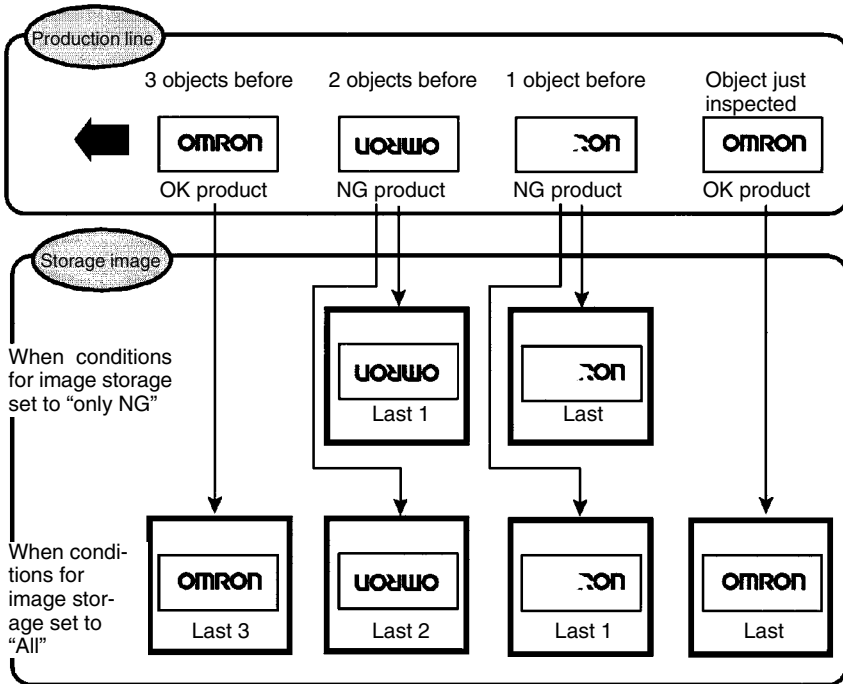 Production line
3 objects before
2 objects before
1 object before
Object just
inspected
OMRON
OMRON
RON
OMRON
OK product
NG product
NG product
OK product
Storage image
When conditions
for image storage
set to “only NG”
OMRON
Last 1
RON
Last
When condi-
tions for
image stor-
age set to
“All”
OMRON
Last 3
OMRON
Last 2
RON
Last 1
OMRON
Last